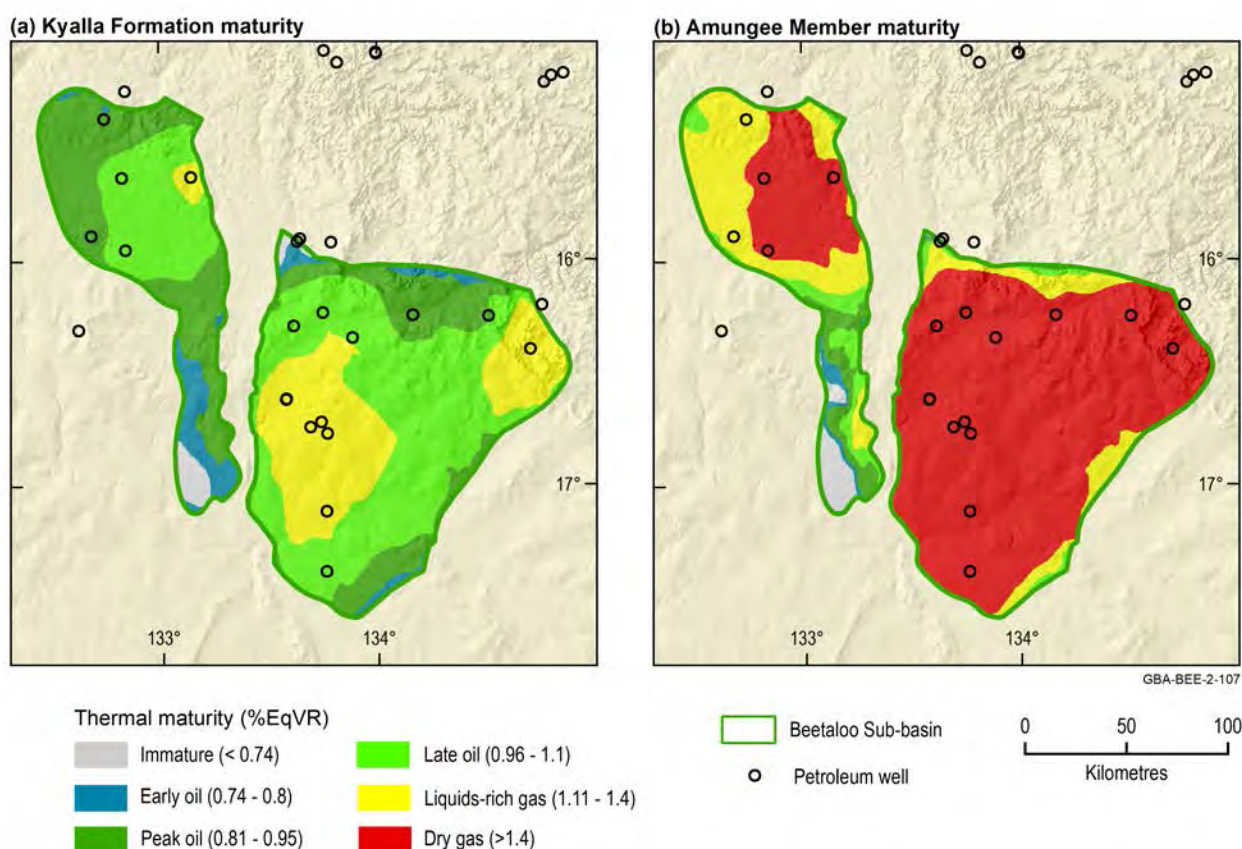 (a) Kyalla Formation maturity
(b) Amungee Member maturity
16°
16°
17°
17°
133°
134°
133°
134°
GBA-BEE-2-107
Thermal maturity (%EqVR)
Immature (< 0.74)
Early oil (0.74 - 0.8)
Peak oil (0.81 - 0.95)
Late oil (0.96 - 1.1)
Liquids-rich gas (1.11 - 1.4)
Dry gas (>1.4)
Beetaloo Sub-basin
Petroleum well
0 50 100
Kilometres